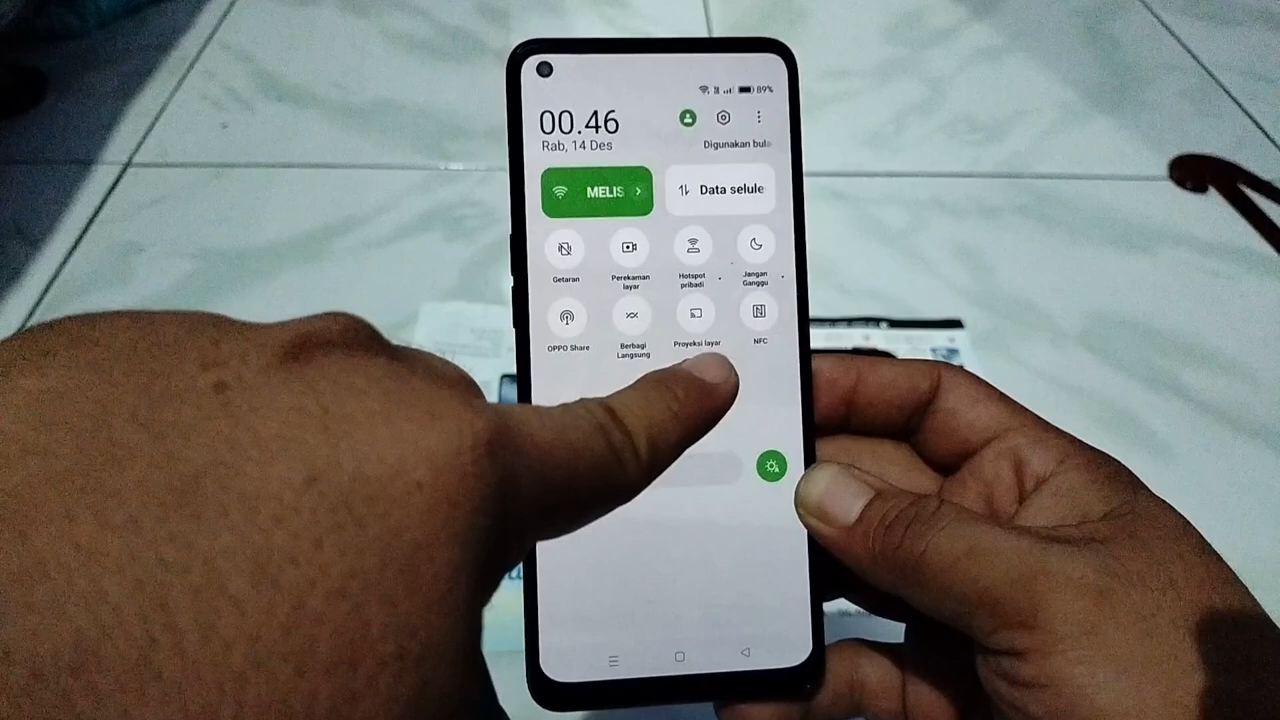 89%
00.46
Rab, 14 Des
Digunakan bula
MELIS
Data selule
Getaran
Perekaman
layar
Hotspot
pribadi
Jangan
Ganggu
OPPO Share
Berbagi
Langsung
Proyeksi layar
NFC